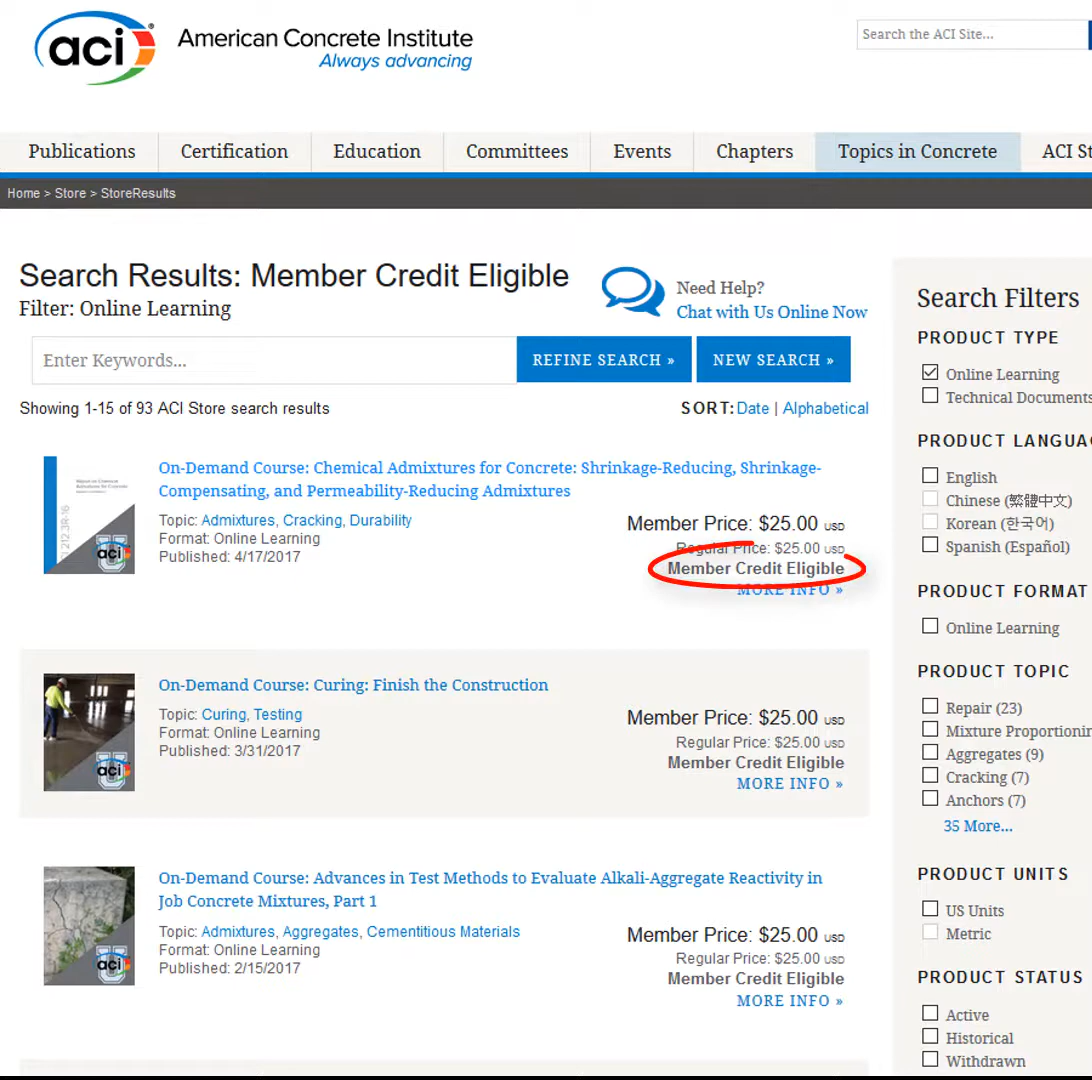 aci
American Concrete Institute
Always advancing
Search the ACI Site...
Publications
Certification
Education
Committees
Events
Chapters
Topics in Concrete
ACI St
Home > Store > StoreResults
Search Results: Member Credit Eligible
Filter: Online Learning
Need Help?
Chat with Us Online Now
Enter Keywords...
REFINE SEARCH »
NEW SEARCH »
Showing 1-15 of 93 ACI Store search results
SORT: Date | Alphabetical
On-Demand Course: Chemical Admixtures for Concrete: Shrinkage-Reducing, Shrinkage-
Compensating, and Permeability-Reducing Admixtures
Topic: Admixtures, Cracking, Durability
Format: Online Learning
Published: 4/17/2017
Member Price: $25.00 USD
Regular Price: $25.00 USD
Member Credit Eligible
MORE INFO »
aci
On-Demand Course: Curing: Finish the Construction
Topic: Curing, Testing
Format: Online Learning
Published: 3/31/2017
Member Price: $25.00 USD
Regular Price: $25.00 USD
Member Credit Eligible
MORE INFO »
aci
On-Demand Course: Advances in Test Methods to Evaluate Alkali-Aggregate Reactivity in
Job Concrete Mixtures, Part 1
Topic: Admixtures, Aggregates, Cementitious Materials
Format: Online Learning
Published: 2/15/2017
Member Price: $25.00 USD
Regular Price: $25.00 USD
Member Credit Eligible
MORE INFO »
aci
Search Filters
PRODUCT TYPE
Online Learning
Technical Documents
PRODUCT LANGUA
English
Chinese (繁體中文)
Korean (한국어)
Spanish (Español)
PRODUCT FORMAT
Online Learning
PRODUCT TOPIC
Repair (23)
Mixture Proportionin
Aggregates (9)
Cracking (7)
Anchors (7)
35 More...
PRODUCT UNITS
US Units
Metric
PRODUCT STATUS
Active
Historical
Withdrawn